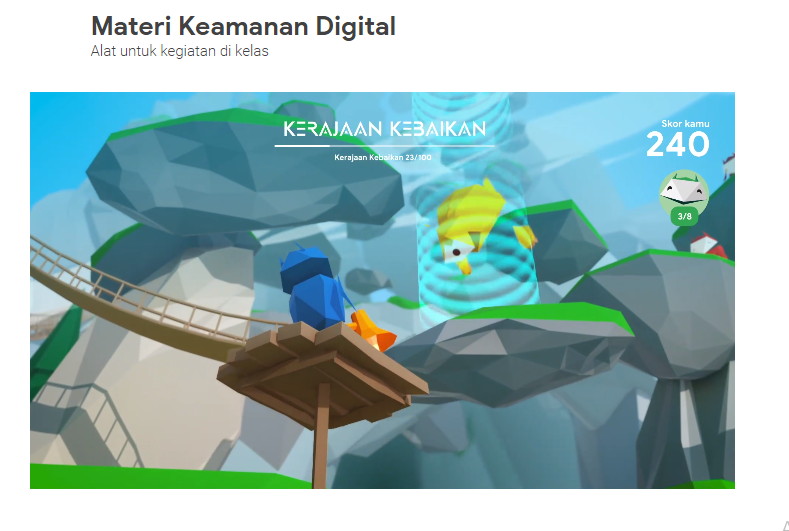 Materi Keamanan Digital
Alat untuk kegiatan di kelas
KERAJAAN KEBAIKAN
Kerajaan Kebaikan 23/100
Skor kamu
240
3/8